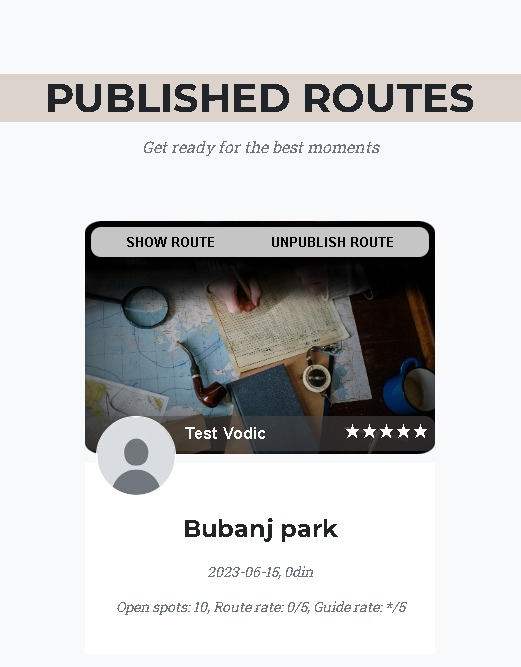 PUBLISHED ROUTES
Get ready for the best moments
SHOW ROUTE UNPUBLISH ROUTE
Test Vodic ★★★★★
Bubanj park
2023-06-15, 0din
Open spots: 10, Route rate: 0/5, Guide rate: */5